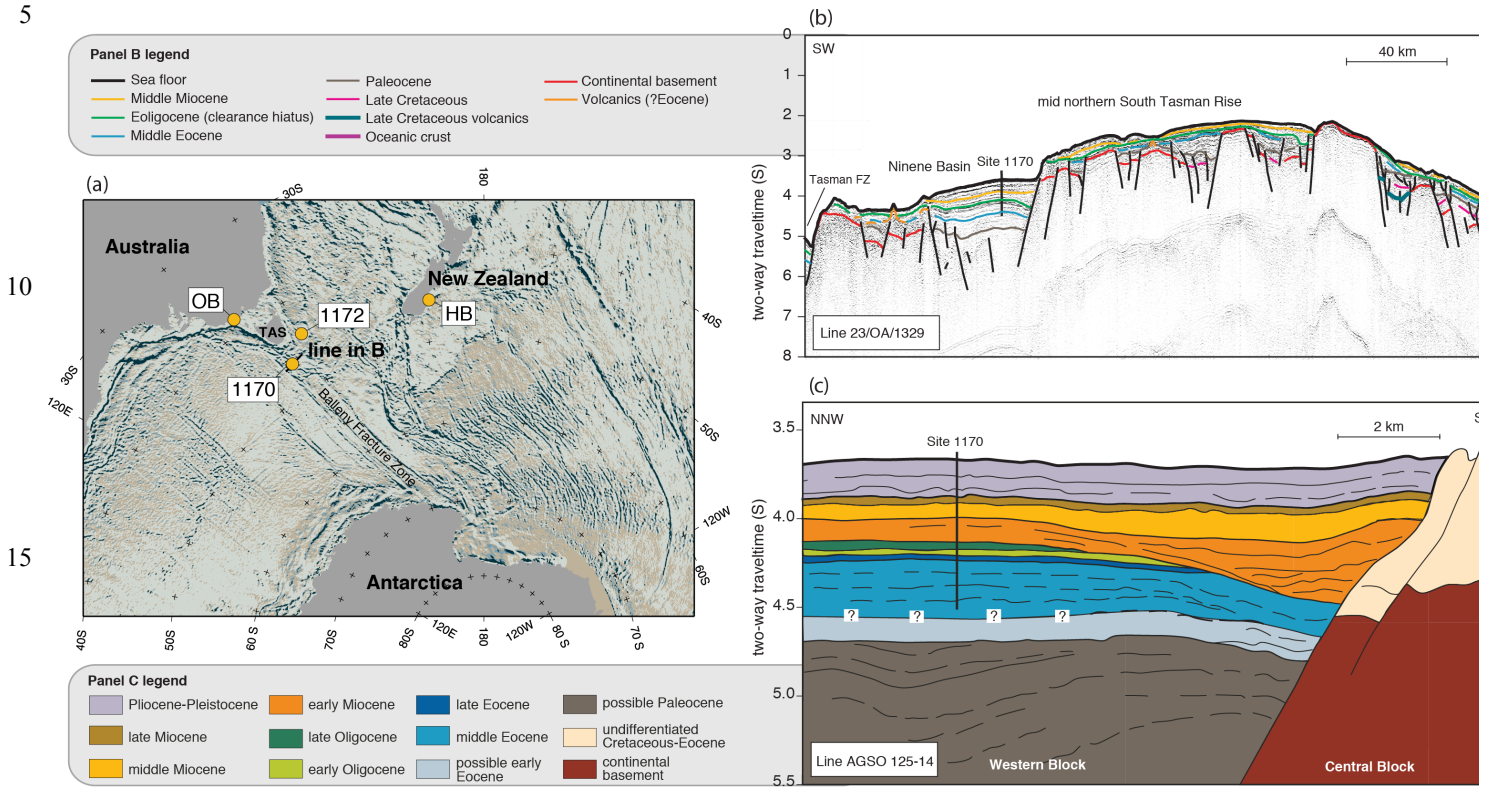 5
10
15
Panel B legend
Sea floor
Middle Miocene
Eoligocene (clearance hiatus)
Middle Eocene
Paleocene
Late Cretaceous
Late Cretaceous volcanics
Oceanic crust
Continental basement
Volcanics (?Eocene)
(a)
30S
180
Australia
New Zealand
OB
TAS
1172
HB
line in B
1170
Balleny Fracture Zone
Antarctica
30S
120E
40S
50S
120W
60S
40S
50S
60 S
70S
80S
120E
180
120W
80 S
70 S
(b)
SW
40 km
mid northern South Tasman Rise
Ninene Basin
Site 1170
Tasman FZ
two-way traveltime (S)
0
1
2
3
4
5
6
7
8
Line 23/OA/1329
(c)
NNW
S
2 km
Site 1170
two-way traveltime (S)
3.5
4.0
4.5
5.0
5.5
? ? ? ?
Line AGSO 125-14
Western Block
Central Block
Panel C legend
Pliocene-Pleistocene
late Miocene
middle Miocene
early Miocene
late Oligocene
early Oligocene
late Eocene
middle Eocene
possible early
Eocene
possible Paleocene
undifferentiated
Cretaceous-Eocene
continental
basement